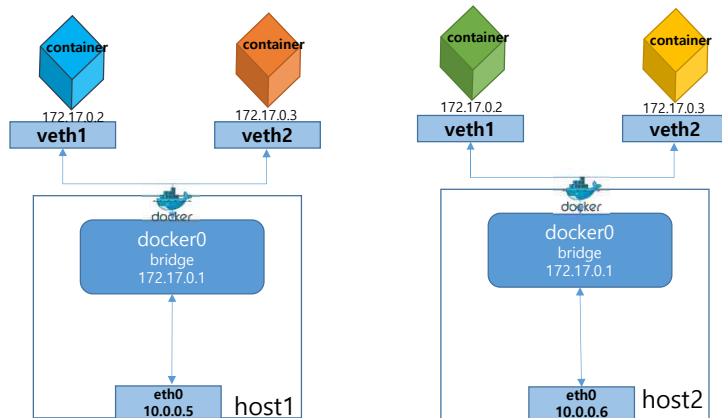 container
container
172.17.0.2
172.17.0.3
veth1
veth2
docker
docker0
bridge
172.17.0.1
eth0
10.0.0.5
host1
container
container
172.17.0.2
172.17.0.3
veth1
veth2
docker
docker0
bridge
172.17.0.1
eth0
10.0.0.6
host2